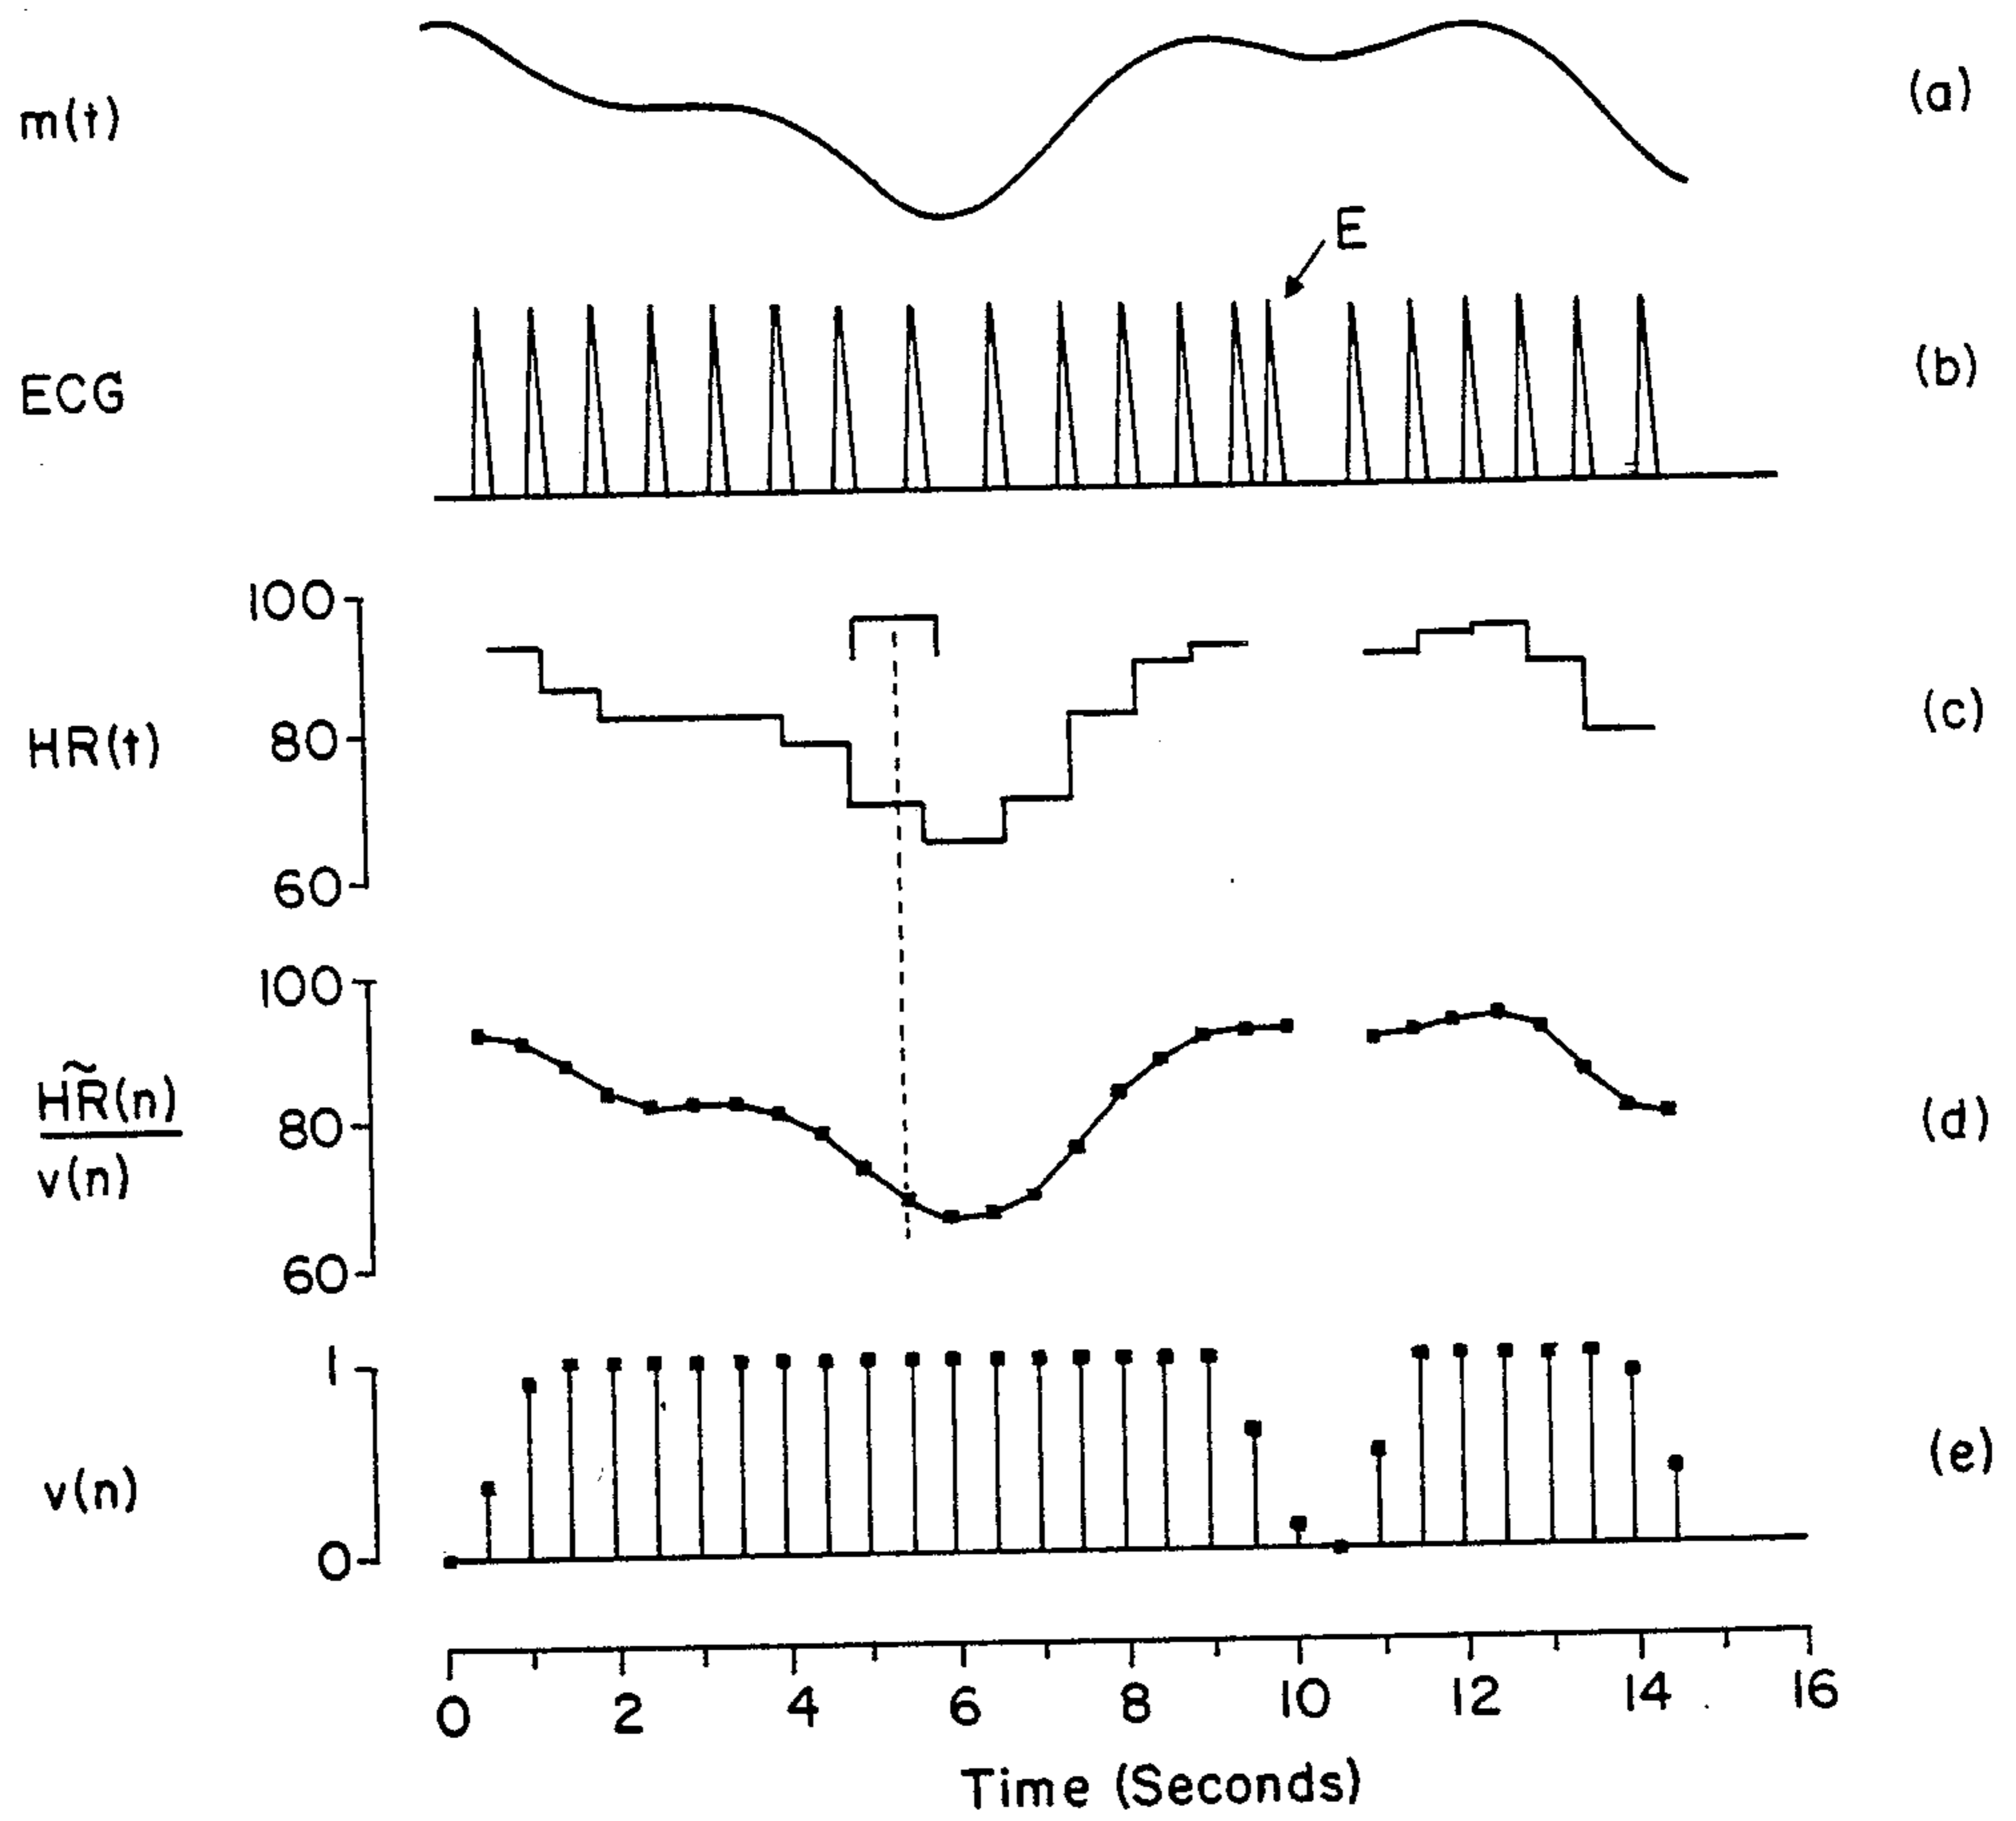 m(t)
(a)
E
ECG
(b)
100
80
60
HR(t)
(c)
100
80
60
H̃R(n)
v(n)
(d)
1
0
v(n)
(e)
0 2 4 6 8 10 12 14 16
Time (Seconds)